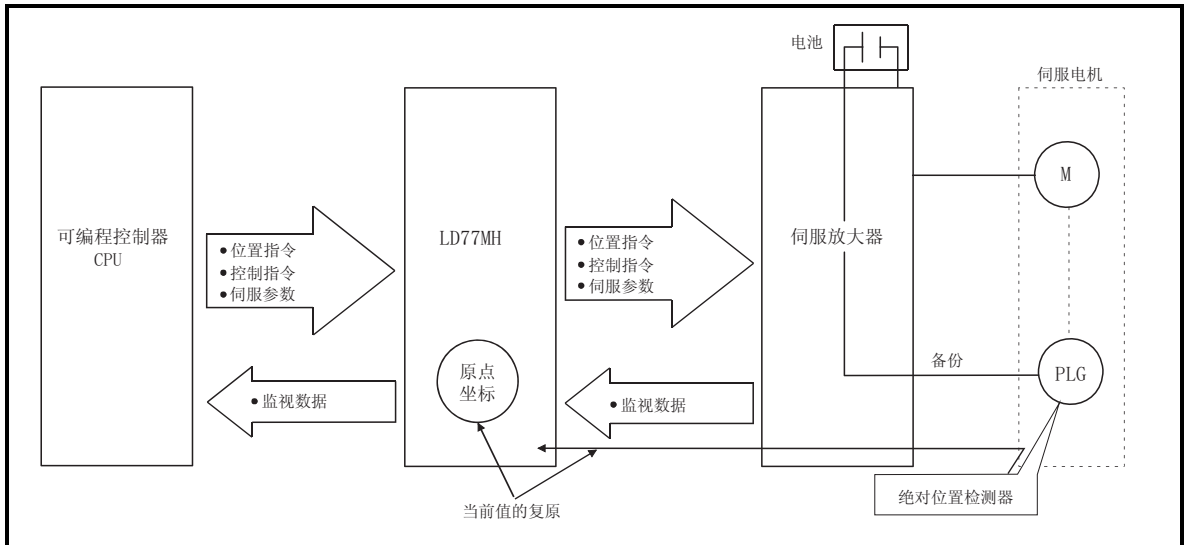 电池
伺服电机
M
可编程控制器
CPU
●位置指令
●控制指令
●伺服参数
LD77MH
●位置指令
●控制指令
●伺服参数
伺服放大器
备份
PLG
原点
坐标
●监视数据
●监视数据
绝对位置检测器
当前值的复原